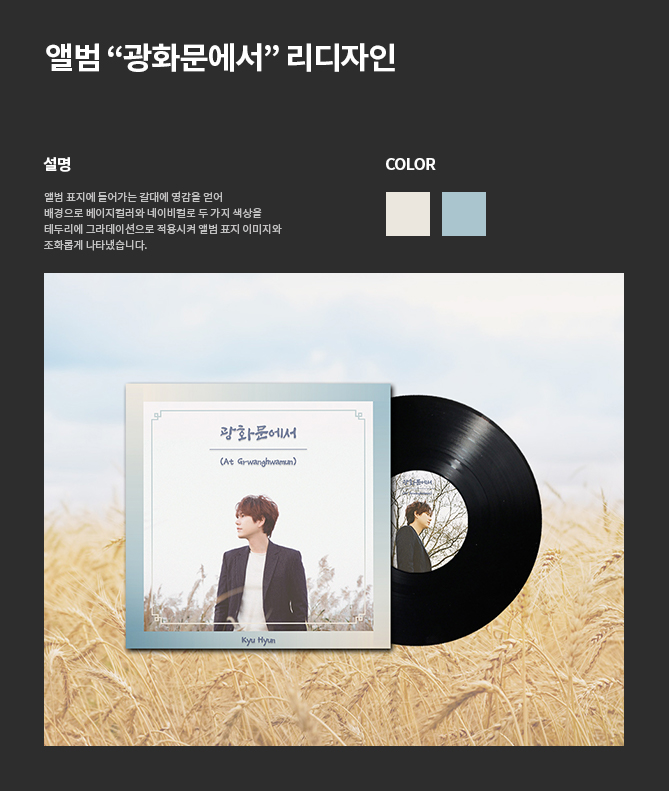 앨범 “광화문에서” 리디자인
설명
앨범 표지에 들어가는 갈대에 영감을 얻어
배경으로 베이지컬러와 네이비컬로 두 가지 색상을
테두리에 그라데이션으로 적용시켜 앨범 표지 이미지와
조화롭게 나타냈습니다.
COLOR
광화문에서
(At Gwanghwamun)
Kyu Hyun
광화문에서
(At Gwanghwamun)